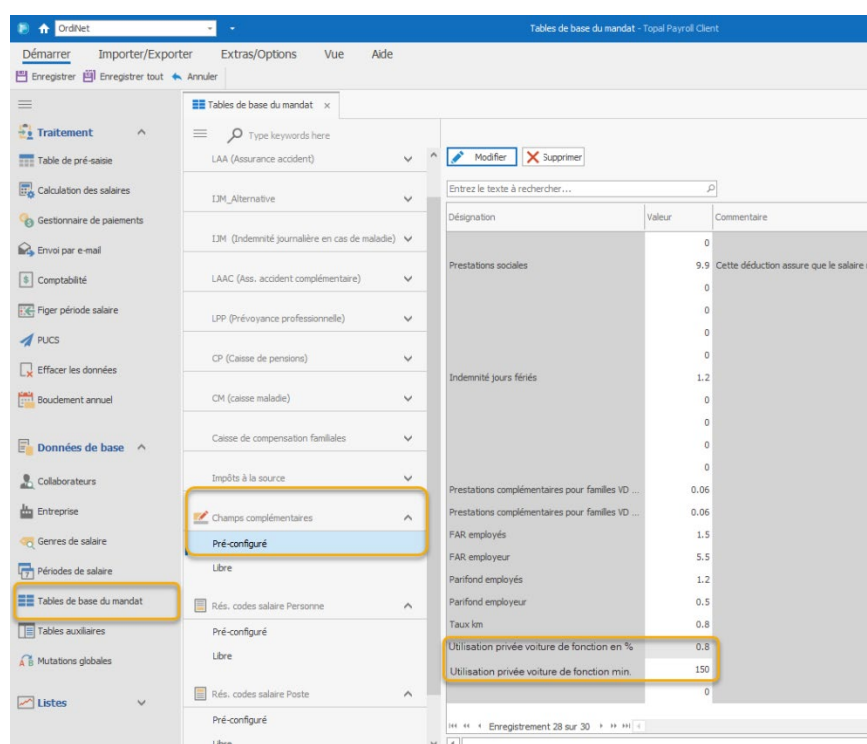 OrdiNet
Tables de base du mandat - Topal Payroll Client
Démarrer Importer/Exporter Extras/Options Vue Aide
Enregistrer Enregistrer tout Annuler
Traitement
Table de pré-saisie
Calculation des salaires
Gestionnaire de paiements
Envoi par e-mail
Comptabilité
Figer période salaire
PUCS
Effacer les données
Bouclement annuel
Données de base
Collaborateurs
Entreprise
Genres de salaire
Périodes de salaire
Tables de base du mandat
Tables auxiliaires
Mutations globales
Listes
Tables de base du mandat x
Type keywords here
LAA (Assurance accident)
IJM_Alternative
IJM (Indemnité journalière en cas de maladie)
LAAC (Ass. accident complémentaire)
LPP (Prévoyance professionnelle)
CP (Caisse de pensions)
CM (caisse maladie)
Caisse de compensation familiales
Impôts à la source
Champs complémentaires
Pré-configuré
Libre
Rés. codes salaire Personne
Pré-configuré
Libre
Rés. codes salaire Poste
Pré-configuré
Libre
Modifier Supprimer
Entrez le texte à rechercher...
Désignation Valeur Commentaire
0
Prestations sociales 9.9 Cette déduction assure que le salaire
0
0
0
0
Indemnité jours fériés 1.2
0
0
0
0
Prestations complémentaires pour familles VD ... 0.06
Prestations complémentaires pour familles VD ... 0.06
FAR employés 1.5
FAR employeur 5.5
Parifond employés 1.2
Parifond employeur 0.5
Taux km 0.8
Utilisation privée voiture de fonction en % 0.8
Utilisation privée voiture de fonction min. 150
0
Enregistrement 28 sur 30